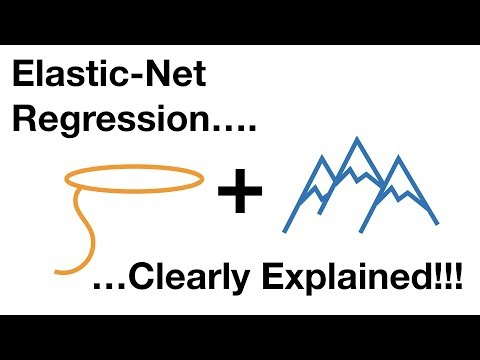 Elastic-Net
Regression….
+
…Clearly Explained!!!